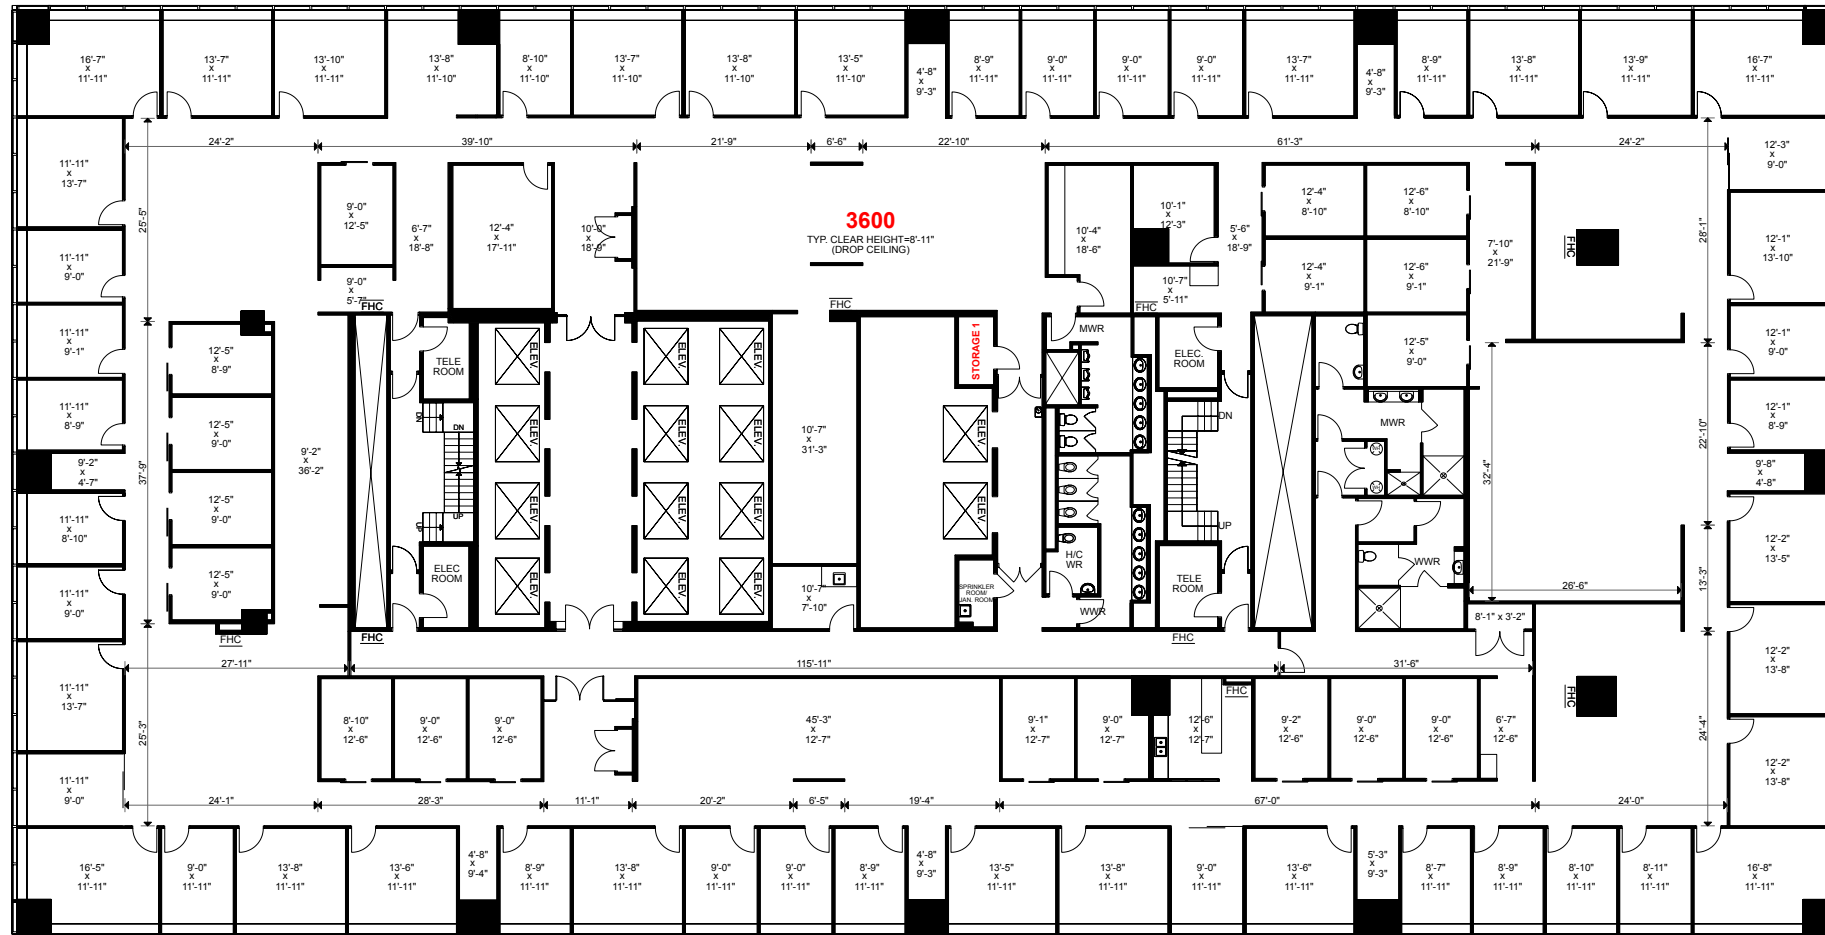 16'-7"
x
11'-11"
13'-7"
x
11'-11"
13'-10"
x
11'-11"
13'-8"
x
11'-10"
8'-10"
x
11'-10"
13'-7"
x
11'-10"
13'-8"
x
11'-10"
13'-5"
x
11'-10"
4'-8"
x
9'-3"
8'-9"
x
11'-11"
9'-0"
x
11'-11"
9'-0"
x
11'-11"
9'-0"
x
11'-11"
13'-7"
x
11'-11"
4'-8"
x
9'-3"
8'-9"
x
11'-11"
13'-8"
x
11'-11"
13'-9"
x
11'-11"
16'-7"
x
11'-11"
24'-2"
39'-10"
21'-9"
6'-6"
22'-10"
61'-3"
24'-2"
11'-11"
x
13'-7"
25'-5"
9'-0"
x
12'-5"
6'-7"
x
18'-8"
12'-4"
x
17'-11"
10'-0"
x
18'-9"
3600
TYP. CLEAR HEIGHT=8'-11"
(DROP CEILING)
10'-4"
x
18'-6"
10'-1"
x
12'-3"
5'-6"
x
18'-9"
12'-4"
x
8'-10"
12'-6"
x
8'-10"
7'-10"
x
21'-9"
FHC
28'-1"
12'-3"
x
9'-0"
12'-1"
x
13'-10"
11'-11"
x
9'-0"
9'-0"
x
5'-7"
FHC
FHC
10'-7"
x
5'-11"
FHC
12'-4"
x
9'-1"
12'-6"
x
9'-1"
11'-11"
x
9'-1"
12'-5"
x
8'-9"
TELE
ROOM
ELEV.
ELEV.
ELEV.
STORAGE 1
MWR
ELEC.
ROOM
12'-5"
x
9'-0"
12'-1"
x
9'-0"
11'-11"
x
8'-9"
12'-5"
x
9'-0"
9'-2"
x
36'-2"
DN
DN
ELEV.
ELEV.
ELEV.
10'-7"
x
31'-3"
ELEV.
DN
MWR
22'-10"
12'-1"
x
8'-9"
9'-2"
x
4'-7"
37'-9"
32'-4"
9'-8"
x
4'-8"
11'-11"
x
8'-10"
12'-5"
x
9'-0"
UP
UP
ELEV.
ELEV.
ELEV.
ELEV.
UP
12'-2"
x
13'-5"
11'-11"
x
9'-0"
12'-5"
x
9'-0"
ELEC
ROOM
ELEV.
ELEV.
ELEV.
10'-7"
x
7'-10"
SPRINKLER
ROOM/
JAN. ROOM
H/C
WR
WWR
TELE
ROOM
WWR
26'-6"
13'-3"
8'-1" x 3'-2"
FHC
FHC
FHC
27'-11"
115'-11"
31'-6"
12'-2"
x
13'-8"
11'-11"
x
13'-7"
25'-3"
8'-10"
x
12'-6"
9'-0"
x
12'-6"
9'-0"
x
12'-6"
45'-3"
x
12'-7"
9'-1"
x
12'-7"
9'-0"
x
12'-7"
12'-6"
x
12'-7"
FHC
9'-2"
x
12'-6"
9'-0"
x
12'-6"
9'-0"
x
12'-6"
6'-7"
x
12'-6"
FHC
24'-4"
12'-2"
x
13'-8"
11'-11"
x
9'-0"
24'-1"
28'-3"
11'-1"
20'-2"
6'-5"
19'-4"
67'-0"
24'-0"
16'-5"
x
11'-11"
9'-0"
x
11'-11"
13'-8"
x
11'-11"
13'-6"
x
11'-11"
4'-8"
x
9'-4"
8'-9"
x
11'-11"
13'-8"
x
11'-11"
9'-0"
x
11'-11"
9'-0"
x
11'-11"
8'-9"
x
11'-11"
4'-8"
x
9'-3"
13'-5"
x
11'-11"
13'-8"
x
11'-11"
9'-0"
x
11'-11"
13'-6"
x
11'-11"
5'-3"
x
9'-3"
8'-7"
x
11'-11"
8'-9"
x
11'-11"
8'-10"
x
11'-11"
8'-11"
x
11'-11"
16'-8"
x
11'-11"